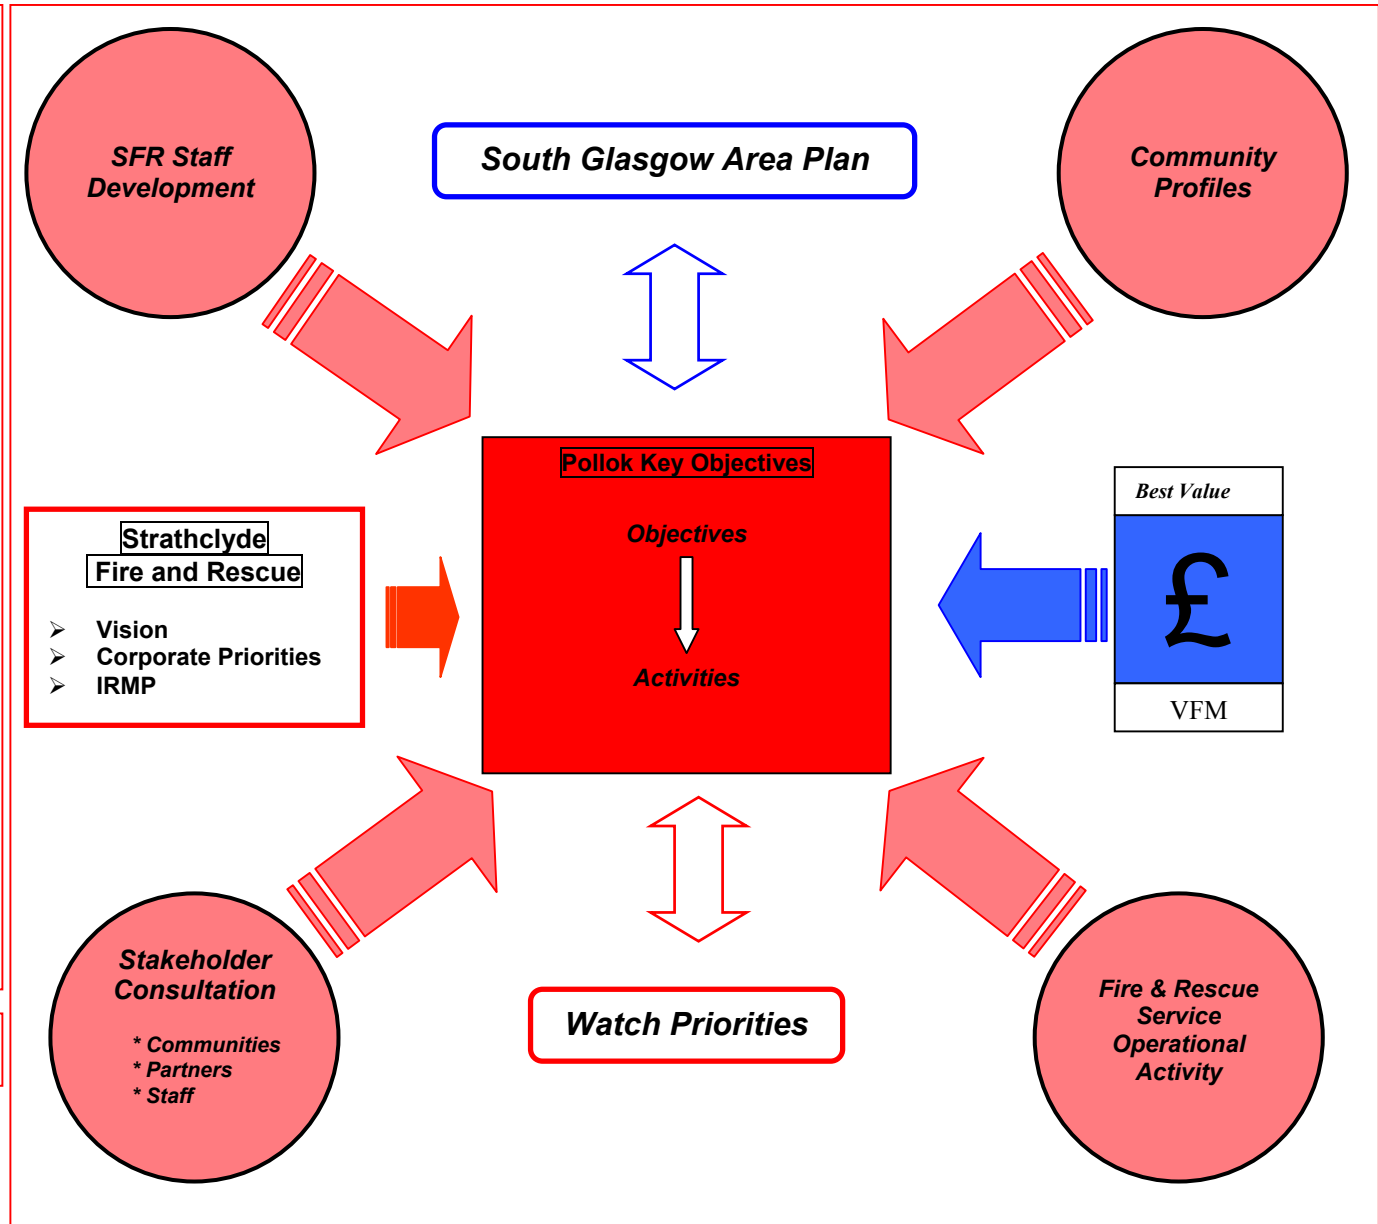 SFR Staff
Development
South Glasgow Area Plan
Community
Profiles
Pollok Key Objectives
Objectives
Activities
Strathclyde
Fire and Rescue
➢ Vision
➢ Corporate Priorities
➢ IRMP
Best Value
£
VFM
Stakeholder
Consultation
* Communities
* Partners
* Staff
Watch Priorities
Fire & Rescue
Service
Operational
Activity